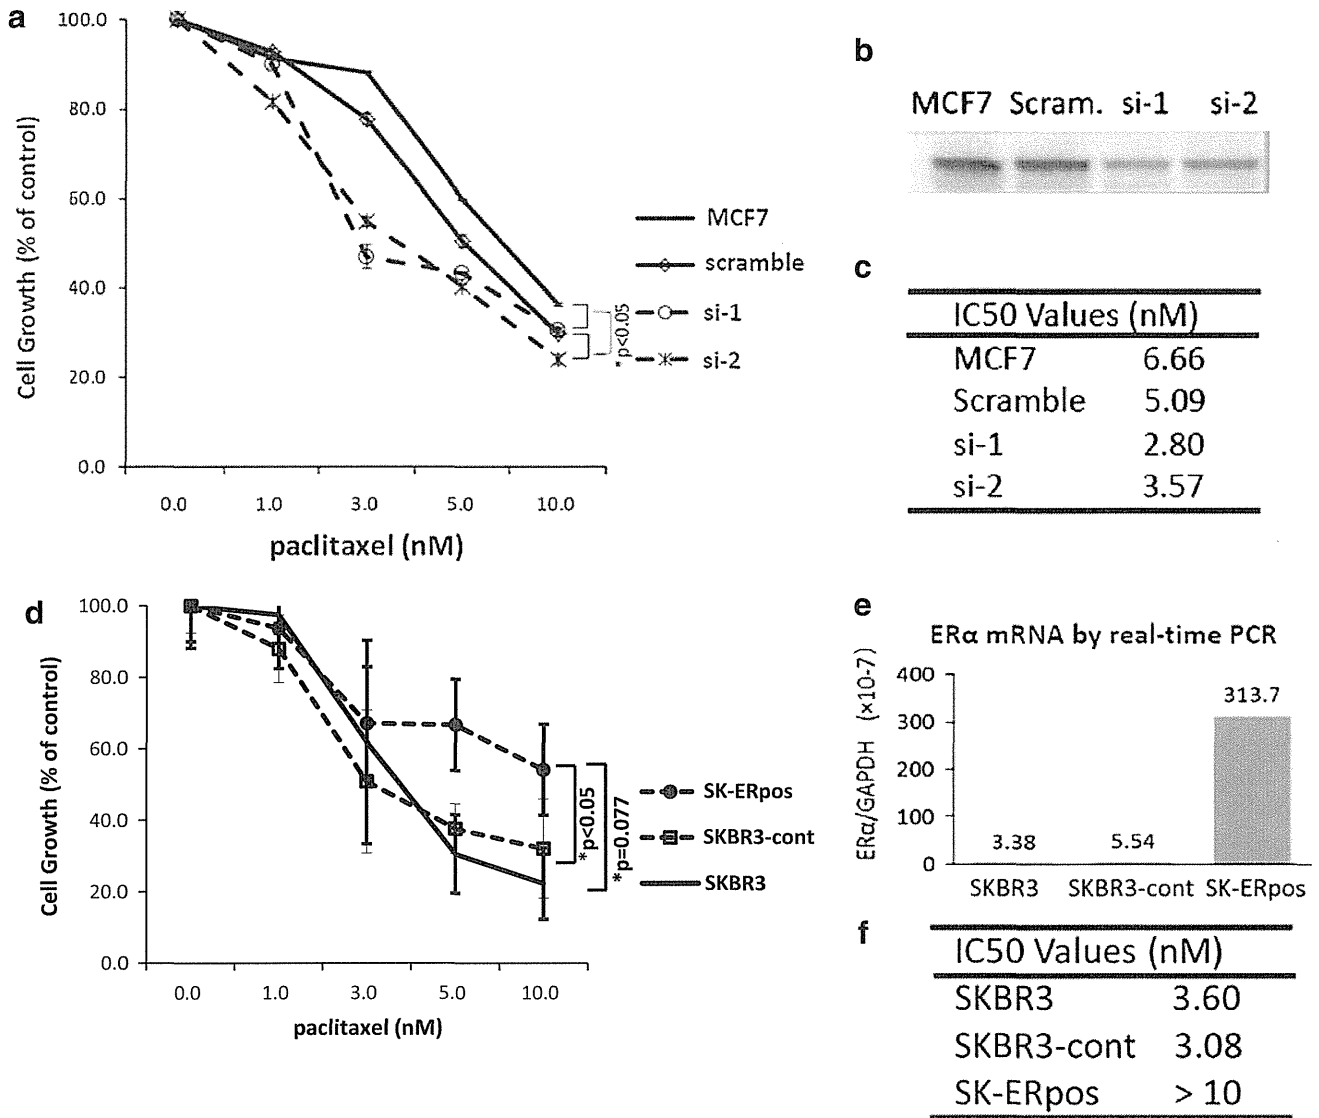 a
100.0
80.0
60.0
40.0
20.0
0.0
Cell Growth (% of control)
0.0 1.0 3.0 5.0 10.0
paclitaxel (nM)
MCF7
scramble
si-1
si-2
*p<0.05
b
MCF7 Scram. si-1 si-2
c
IC50 Values (nM)
MCF7 6.66
Scramble 5.09
si-1 2.80
si-2 3.57
d
100.0
80.0
60.0
40.0
20.0
0.0
Cell Growth (% of control)
0.0 1.0 3.0 5.0 10.0
paclitaxel (nM)
*p<0.05
*p=0.077
SK-ERpos
SKBR3-cont
SKBR3
e
ERα mRNA by real-time PCR
ERα/GAPDH (×10-7)
400
300
200
100
0
3.38 5.54 313.7
SKBR3 SKBR3-cont SK-ERpos
f
IC50 Values (nM)
SKBR3 3.60
SKBR3-cont 3.08
SK-ERpos > 10